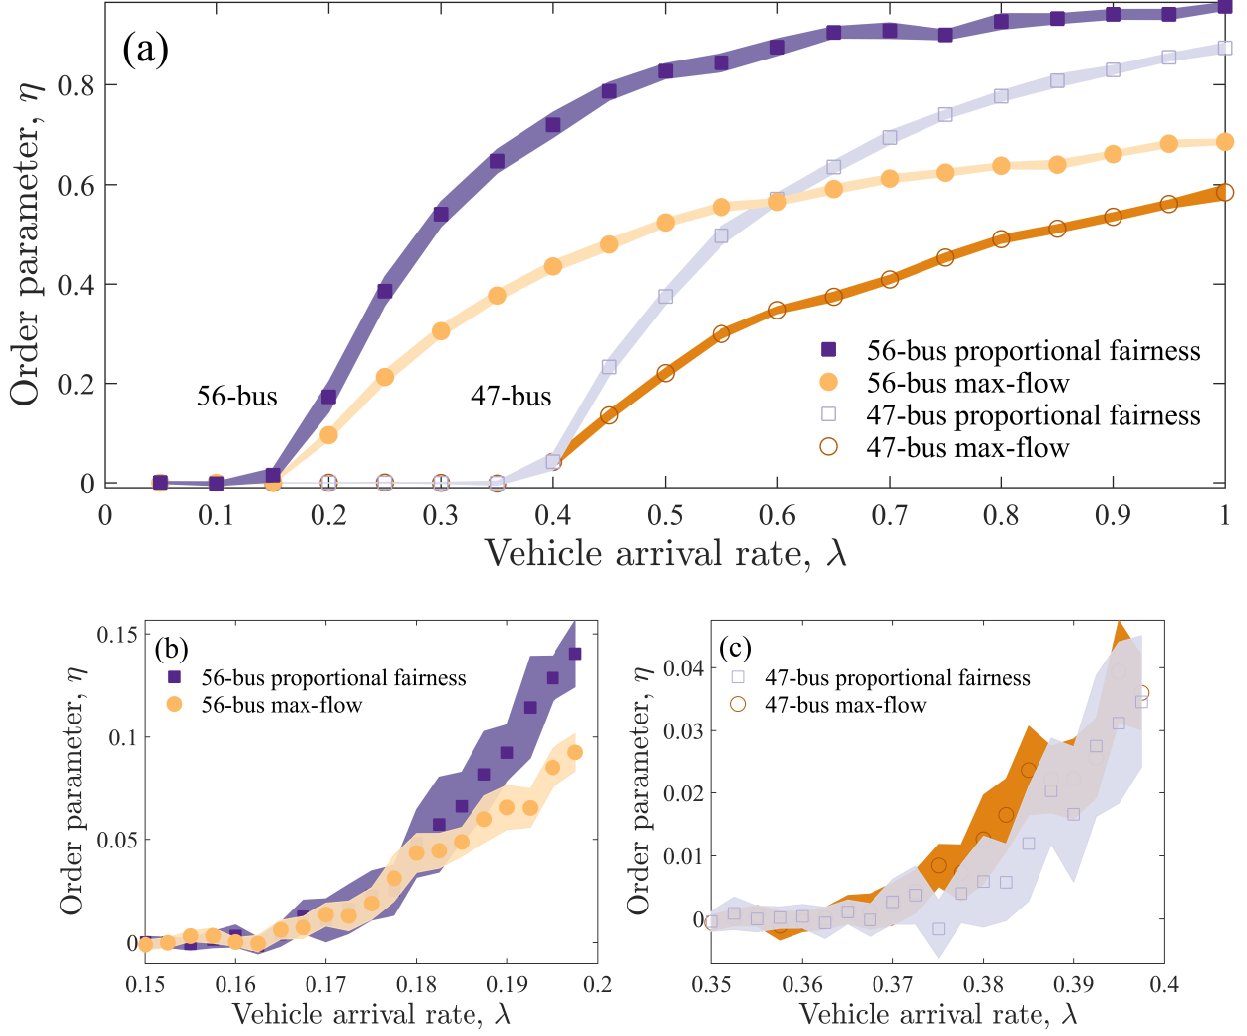 (a)
Order parameter, η
0.8
0.6
0.4
0.2
0
56-bus
47-bus
56-bus proportional fairness
56-bus max-flow
47-bus proportional fairness
47-bus max-flow
0 0.1 0.2 0.3 0.4 0.5 0.6 0.7 0.8 0.9 1
Vehicle arrival rate, λ
(b)
56-bus proportional fairness
56-bus max-flow
Order parameter, η
0.15
0.1
0.05
0
0.15 0.16 0.17 0.18 0.19 0.2
Vehicle arrival rate, λ
(c)
47-bus proportional fairness
47-bus max-flow
Order parameter, η
0.04
0.03
0.02
0.01
0
0.35 0.36 0.37 0.38 0.39 0.4
Vehicle arrival rate, λ